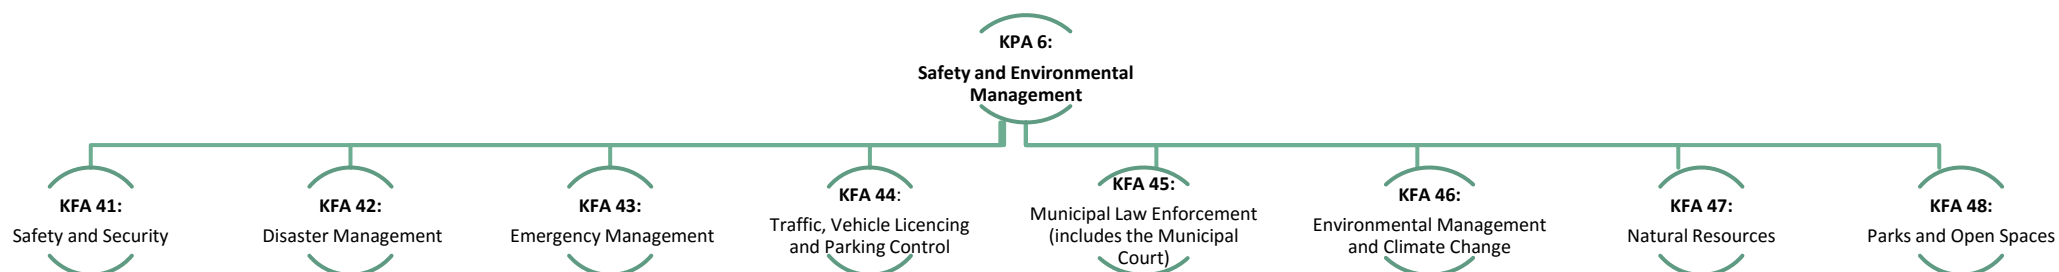 KPA 6:
Safety and Environmental
Management
KFA 41:
Safety and Security
KFA 42:
Disaster Management
KFA 43:
Emergency Management
KFA 44:
Traffic, Vehicle Licencing
and Parking Control
KFA 45:
Municipal Law Enforcement
(includes the Municipal
Court)
KFA 46:
Environmental Management
and Climate Change
KFA 47:
Natural Resources
KFA 48:
Parks and Open Spaces